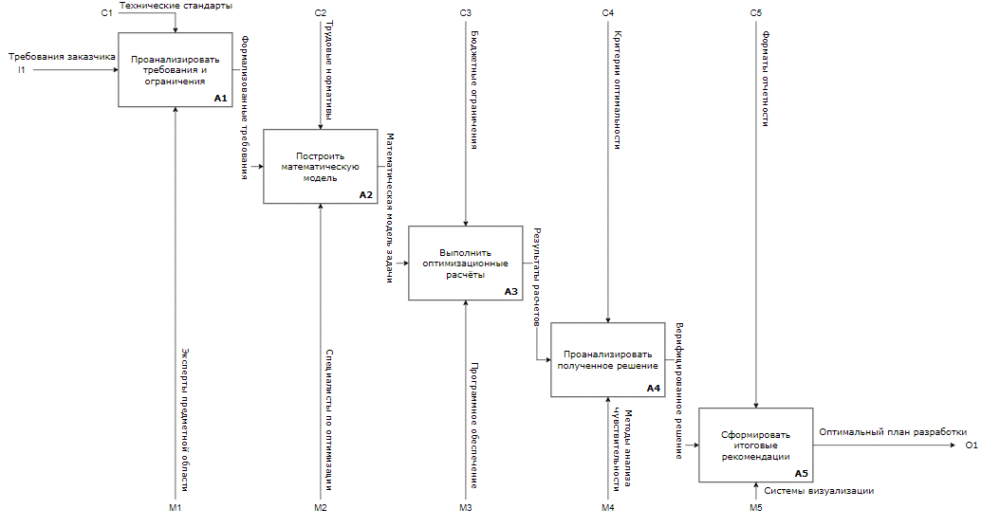 C1
Технические стандарты
C2
C3
C4
C5
Требования заказчика
I1
Проанализировать
требования и
ограничения
A1
Формализованные требования
Трудовые нормативы
Бюджетные ограничения
Критерии оптимальности
Форматы отчетности
Построить
математическую
модель
A2
Математическая модель задачи
Выполнить
оптимизационные
расчёты
A3
Результаты расчетов
Проанализировать
полученное решение
A4
Верифицированное решение
Сформировать
итоговые
рекомендации
A5
Оптимальный план разработки
O1
Эксперты предметной области
Специалисты по оптимизации
Программное обеспечение
Методы анализа
чувствительности
Системы визуализации
M1
M2
M3
M4
M5